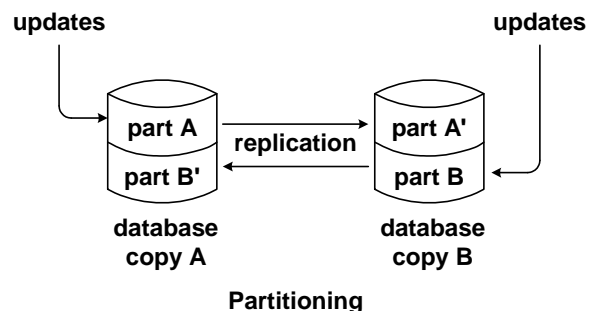 updates updates
part A part A'
replication
part B' part B
database database
copy A copy B
Partitioning